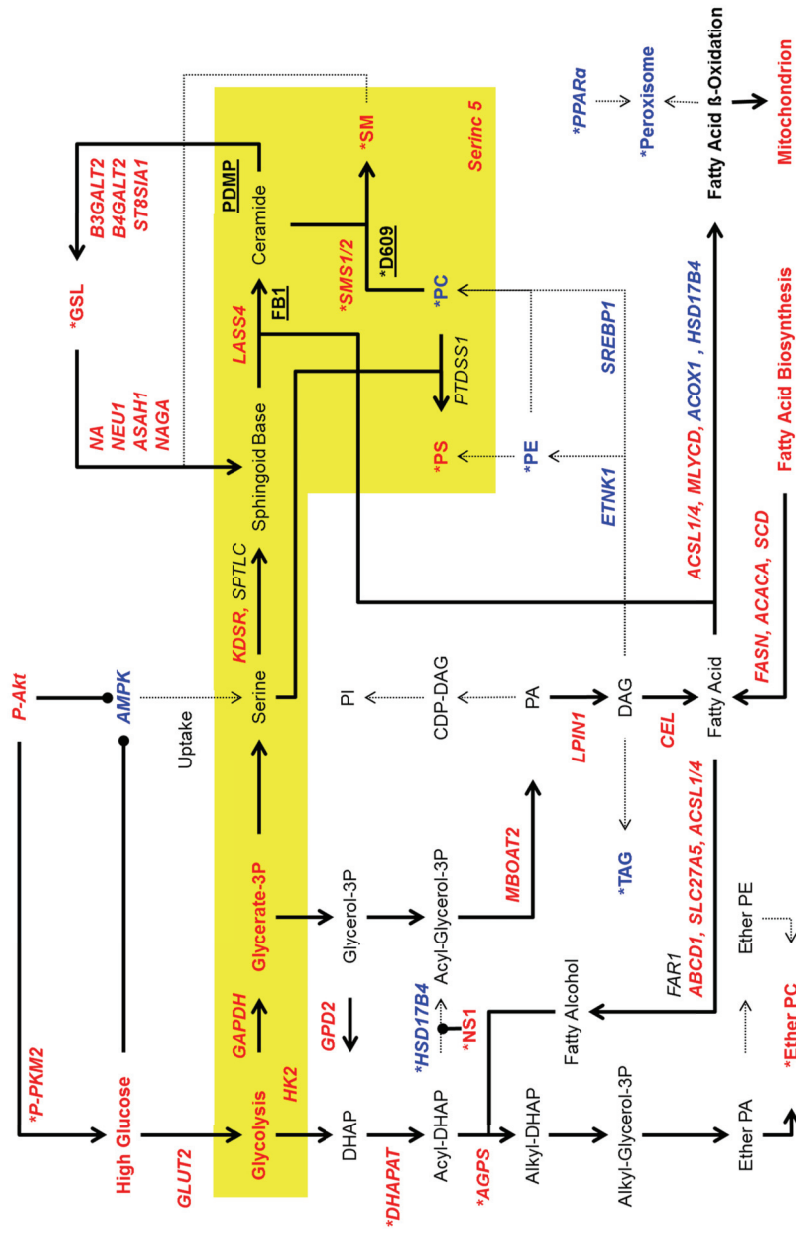 P-Akt
*P-PKM2
AMPK
High Glucose
Uptake
GLUT2
*GSL
B3GALT2
B4GALT2
ST8SIA1
NA
NEU1
ASAH1
NAGA
Glycolysis
GAPDH
Glycerate-3P
Serine
KDSR, SPTLC
Sphingoid Base
LASS4
FB1
Ceramide
PDMP
HK2
*SMS1/2
*D609
*SM
DHAP
GPD2
Glycerol-3P
PI
*PS
PTDSS1
*PC
Serinc 5
*DHAPAT
CDP-DAG
*PE
Acyl-DHAP
*HSD17B4
*NS1
Acyl-Glycerol-3P
MBOAT2
PA
LPIN1
ETNK1
SREBP1
*PPARα
*AGPS
Alkyl-DHAP
Fatty Alcohol
*TAG
DAG
CEL
*Peroxisome
Alkyl-Glycerol-3P
FAR1
ABCD1, SLC27A5, ACSL1/4
Fatty Acid
ACSL1/4, MLYCD, ACOX1 , HSD17B4
Fatty Acid ß-Oxidation
Ether PA
Ether PE
FASN, ACACA, SCD
*Ether PC
Fatty Acid Biosynthesis
Mitochondrion